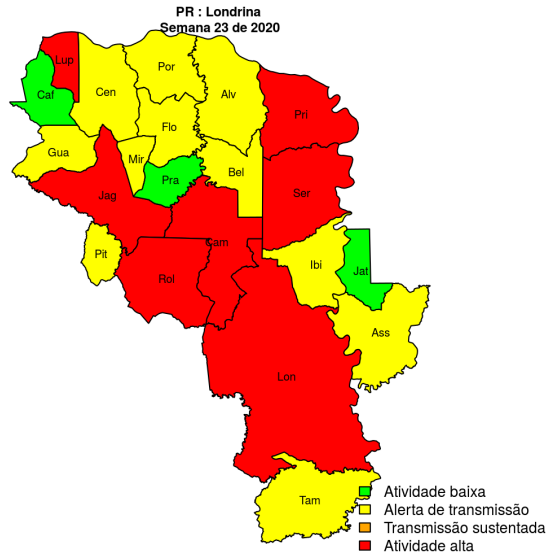 PR : Londrina
Semana 23 de 2020
Lup
Por
Caf
Cen
Alv
Pri
Flo
Gua
Mir
Bel
Pra
Jag
Ser
Cam
Pit
Ibi
Jat
Rol
Ass
Lon
Tam
Atividade baixa
Alerta de transmissão
Transmissão sustentada
Atividade alta